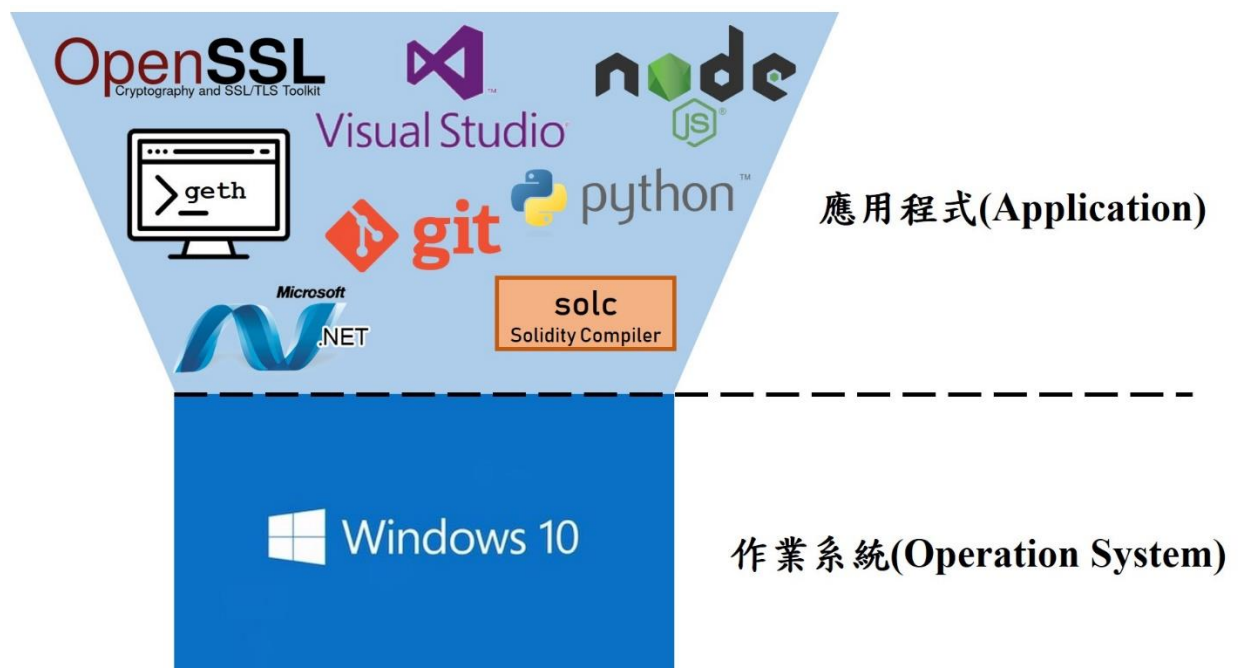 OpenSSL
Cryptography and SSL/TLS Toolkit
Visual Studio
node
JS
geth
git
python
Microsoft
.NET
solc
Solidity Compiler
應用程式(Application)
Windows 10
作業系統(Operation System)